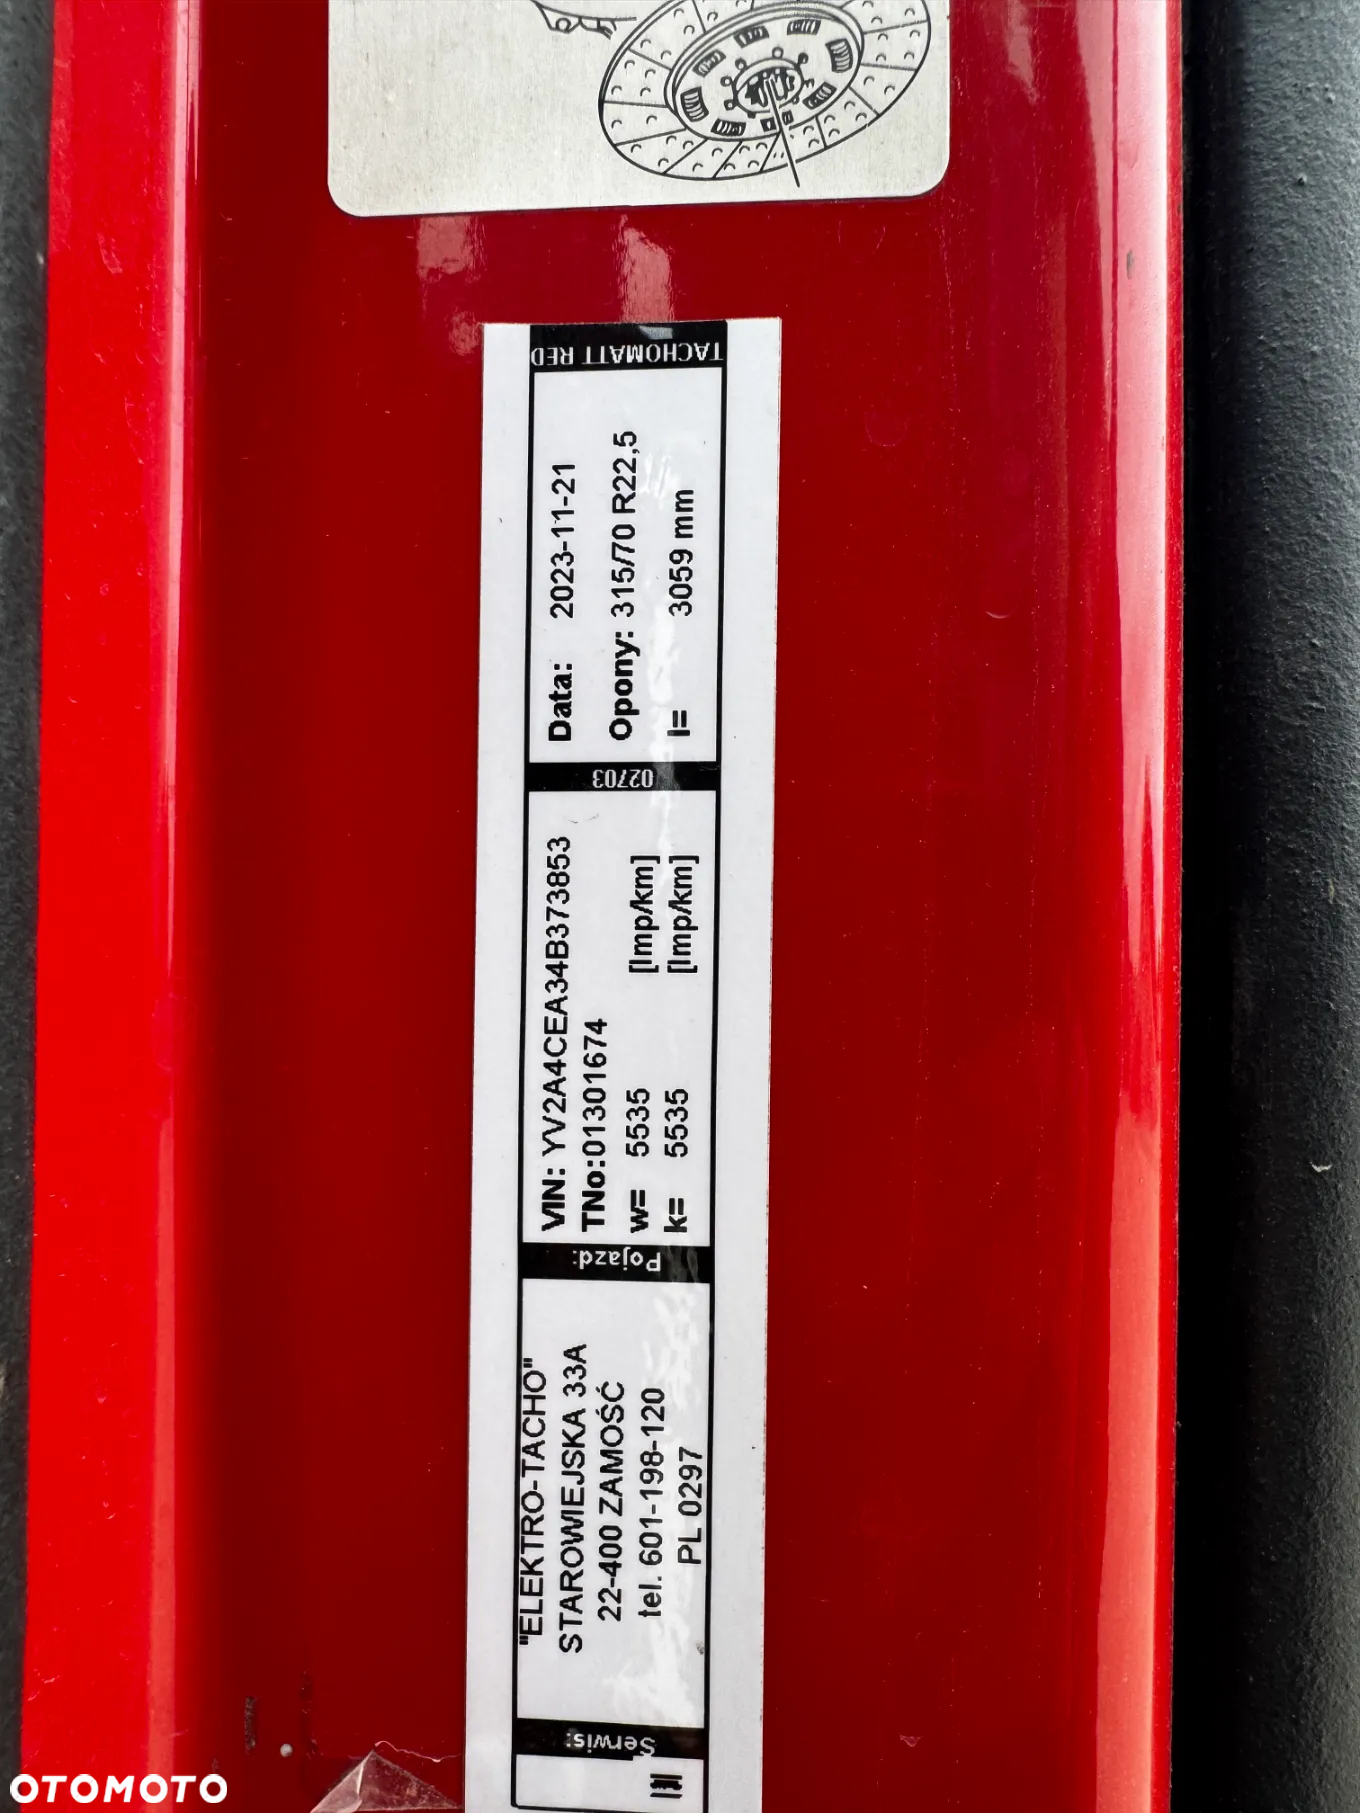 Serwis:
"ELEKTRO-TACHO"
STAROWIEJSKA 33A
22-400 ZAMOŚĆ
tel. 601-198-120
PL 0297
Pojazd:
VIN: YV2A4CEA34B373853
TNo:01301674
w= 5535 [Imp/km]
k= 5535 [Imp/km]
02703
Data: 2023-11-21
Opony: 315/70 R22,5
l= 3059 mm
TACHOMATT RED
OTOMOTO